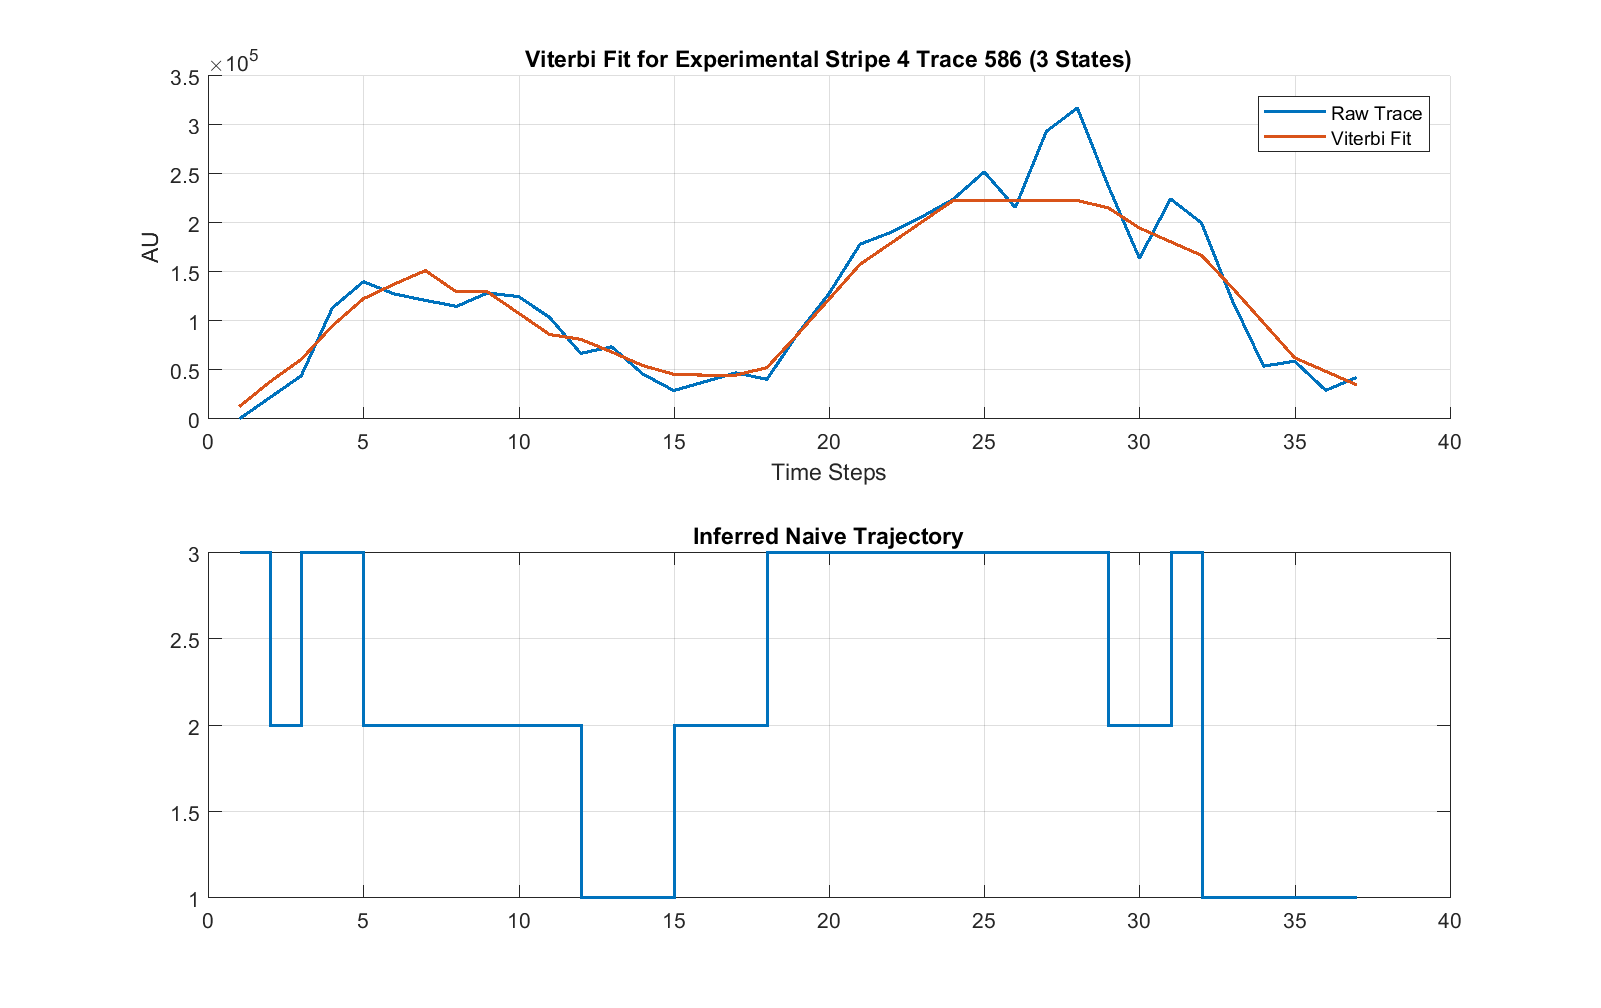 Viterbi Fit for Experimental Stripe 4 Trace 586 (3 States)
×10^5
3.5
3
2.5
2
1.5
1
0.5
0
AU
Raw Trace
Viterbi Fit
0 5 10 15 20 25 30 35 40
Time Steps
Inferred Naive Trajectory
3
2.5
2
1.5
1
0 5 10 15 20 25 30 35 40